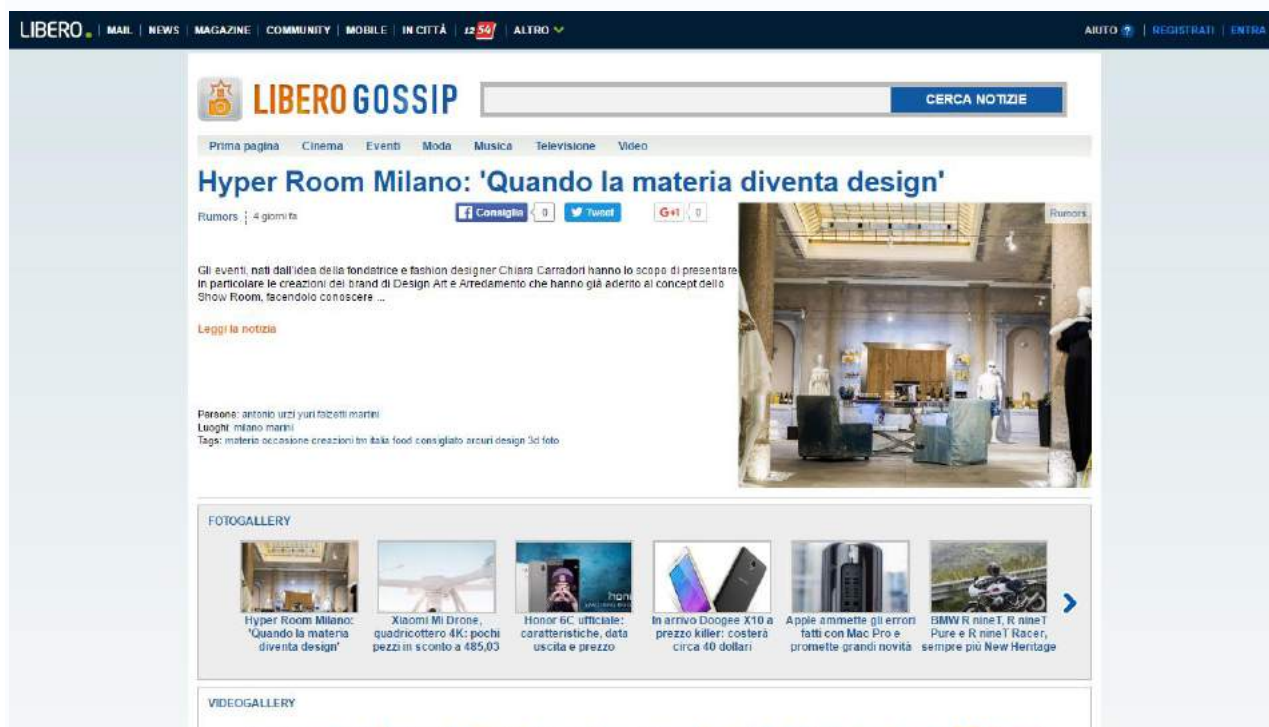 LIBERO | MAIL | NEWS | MAGAZINE | COMMUNITY | MOBILE | IN CITTÀ | 12 54 | ALTRO
AIUTO ? | REGISTRATI | ENTRA
LIBERO GOSSIP
CERCA NOTIZIE
Prima pagina Cinema Eventi Moda Musica Televisione Video
Hyper Room Milano: 'Quando la materia diventa design'
Rumors 4 giorni fa
Consiglia 0 Tweet G+1 0
Rumors
Gli eventi, nati dall'idea della fondatrice e fashion designer Chiara Carradori hanno lo scopo di presentare
in particolare le creazioni dei brand di Design Art e Arredamento che hanno già aderito al concept dello
Show Room, facendolo conoscere ...
Leggi la notizia
Persone: antonio urzi yuri falzetti martini
Luoghi: milano marini
Tags: materia occasione creazioni tm italia food consigliato arcuri design 3d foto
FOTOGALLERY
Hyper Room Milano:
'Quando la materia
diventa design'
Xiaomi Mi Drone,
quadricottero 4K: pochi
pezzi in sconto a 485,03
hon
Honor 6C ufficiale:
caratteristiche, data
uscita e prezzo
In arrivo Doogee X10 a
prezzo killer: costerà
circa 40 dollari
Apple ammette gli errori
fatti con Mac Pro e
promette grandi novità
BMW R nineT, R nineT
Pure e R nineT Racer,
sempre più New Heritage
VIDEOGALLERY